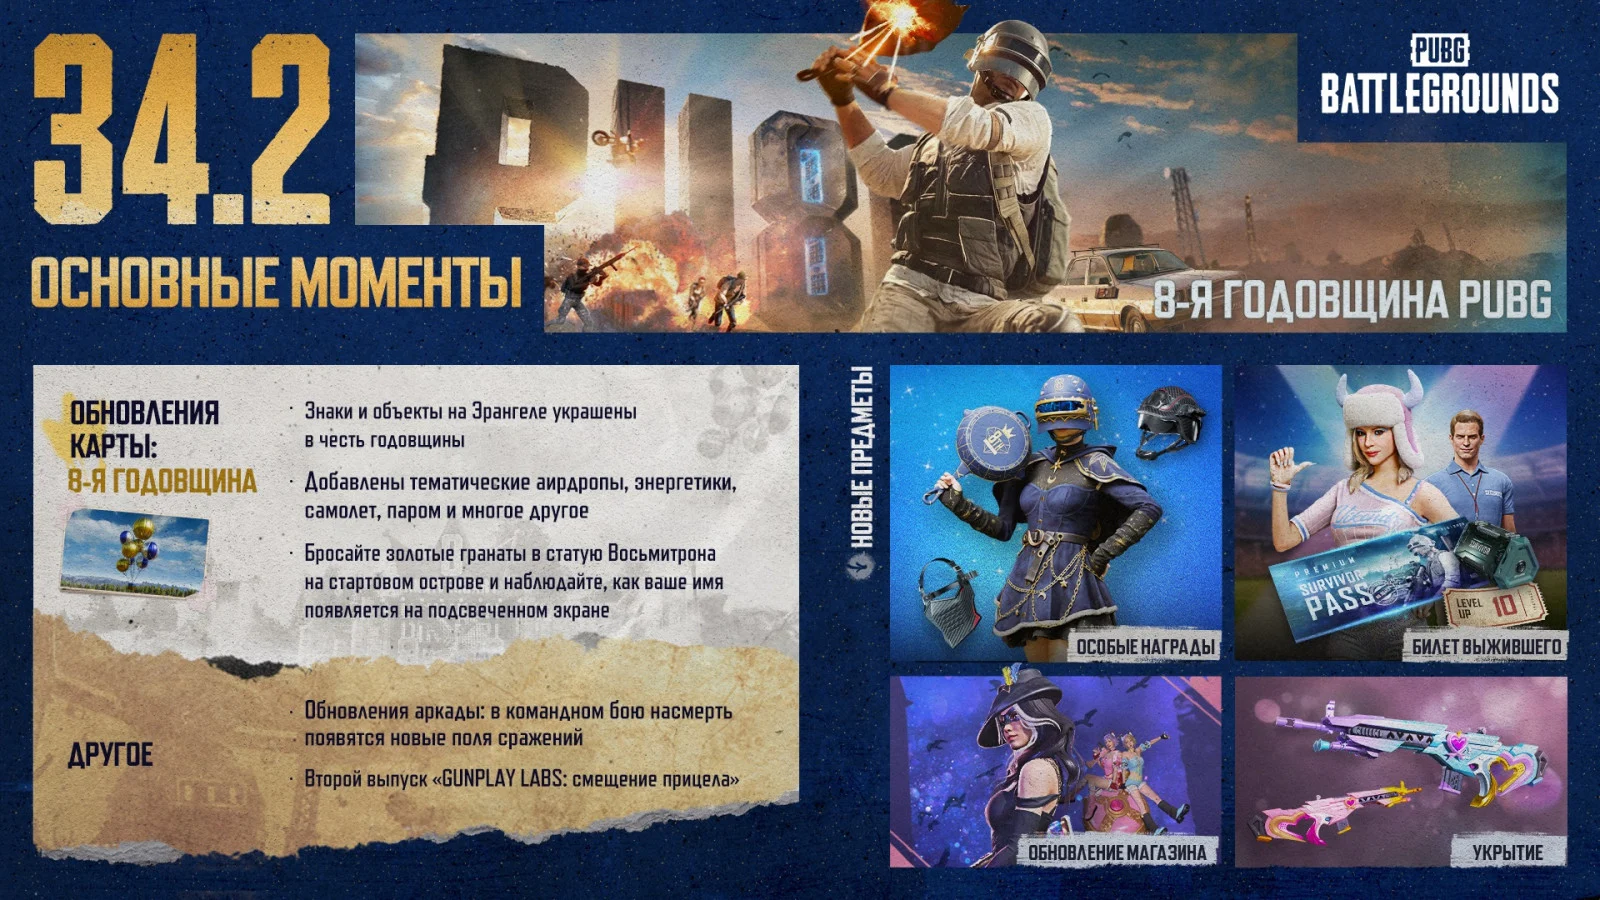 34.2
ОСНОВНЫЕ МОМЕНТЫ
PUBG
BATTLEGROUNDS
8-Я ГОДОВЩИНА PUBG
ОБНОВЛЕНИЯ
КАРТЫ:
8-Я ГОДОВЩИНА
· Знаки и объекты на Эрангеле украшены
в честь годовщины
· Добавлены тематические аирдропы, энергетики,
самолет, паром и многое другое
· Бросайте золотые гранаты в статую Восьмитрона
на стартовом острове и наблюдайте, как ваше имя
появляется на подсвеченном экране
ДРУГОЕ
· Обновления аркады: в командном бою насмерть
появятся новые поля сражений
· Второй выпуск «GUNPLAY LABS: смещение прицела»
НОВЫЕ ПРЕДМЕТЫ
8TH
ОСОБЫЕ НАГРАДЫ
PREMIUM
SURVIVOR
PASS
LEVEL
UP 10
БИЛЕТ ВЫЖИВШЕГО
ОБНОВЛЕНИЕ МАГАЗИНА
УКРЫТИЕ